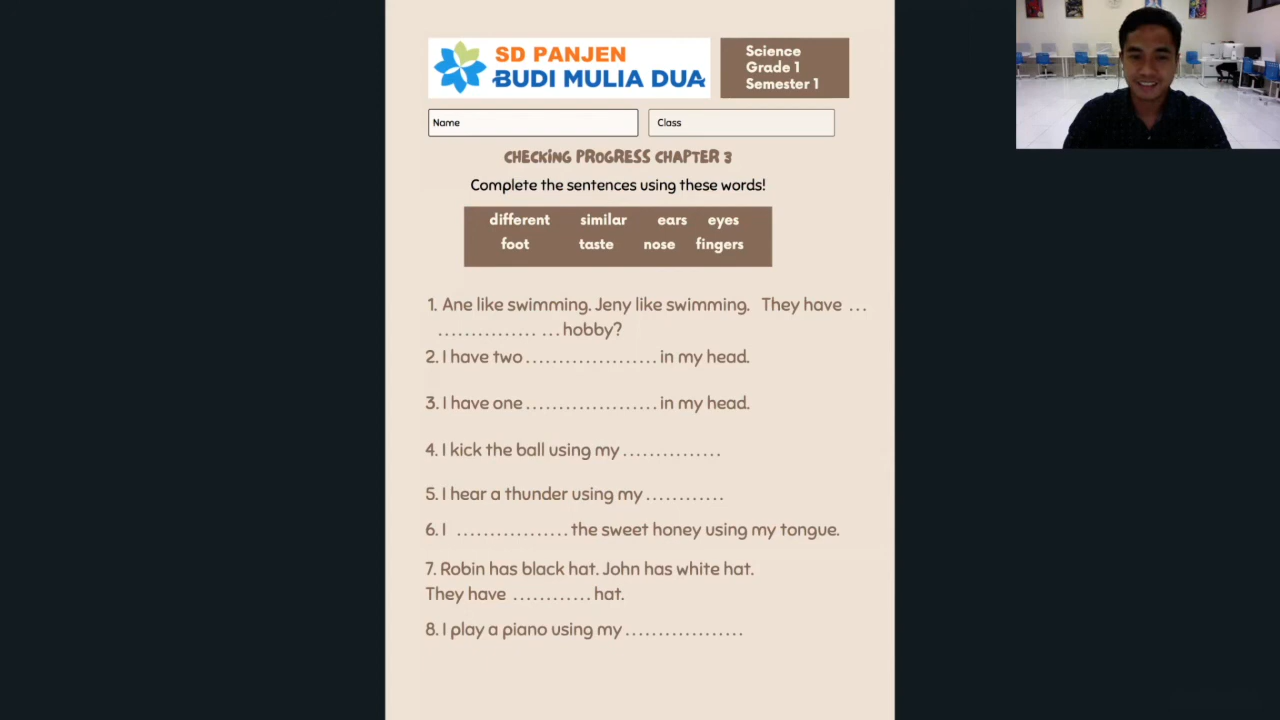 SD PANJEN
BUDI MULIA DUA
Science
Grade 1
Semester 1
Name
Class
CHECKING PROGRESS CHAPTER 3
Complete the sentences using these words!
different similar ears eyes
foot taste nose fingers
1. Ane like swimming. Jeny like swimming. They have ...
.................. hobby?
2. I have two .................... in my head.
3. I have one .................... in my head.
4. I kick the ball using my ...............
5. I hear a thunder using my ............
6. I ................. the sweet honey using my tongue.
7. Robin has black hat. John has white hat.
They have ............ hat.
8. I play a piano using my ..................